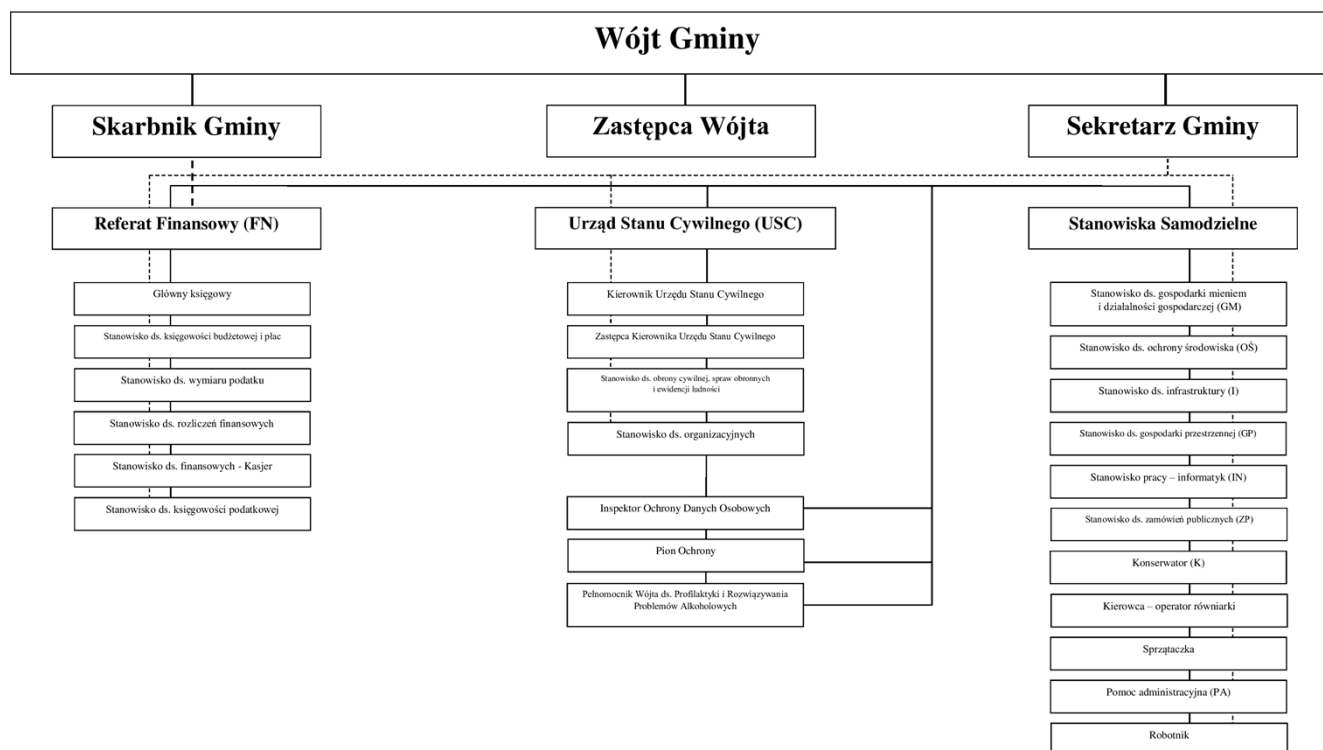 Wójt Gminy
Skarbnik Gminy
Zastępca Wójta
Sekretarz Gminy
Referat Finansowy (FN)
Urząd Stanu Cywilnego (USC)
Stanowiska Samodzielne
Główny księgowy
Stanowisko ds. księgowości budżetowej i płac
Stanowisko ds. wymiaru podatku
Stanowisko ds. rozliczeń finansowych
Stanowisko ds. finansowych - Kasjer
Stanowisko ds. księgowości podatkowej
Kierownik Urzędu Stanu Cywilnego
Zastępca Kierownika Urzędu Stanu Cywilnego
Stanowisko ds. obrony cywilnej, spraw obronnych
i ewidencji ludności
Stanowisko ds. organizacyjnych
Inspektor Ochrony Danych Osobowych
Pion Ochrony
Pełnomocnik Wójta ds. Profilaktyki i Rozwiązywania
Problemów Alkoholowych
Stanowisko ds. gospodarki mieniem
i działalności gospodarczej (GM)
Stanowisko ds. ochrony środowiska (OŚ)
Stanowisko ds. infrastruktury (I)
Stanowisko ds. gospodarki przestrzennej (GP)
Stanowisko pracy – informatyk (IN)
Stanowisko ds. zamówień publicznych (ZP)
Konserwator (K)
Kierowca – operator równiarki
Sprzątaczka
Pomoc administracyjna (PA)
Robotnik